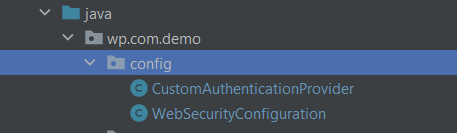 java
wp.com.demo
config
CustomAuthenticationProvider
WebSecurityConfiguration